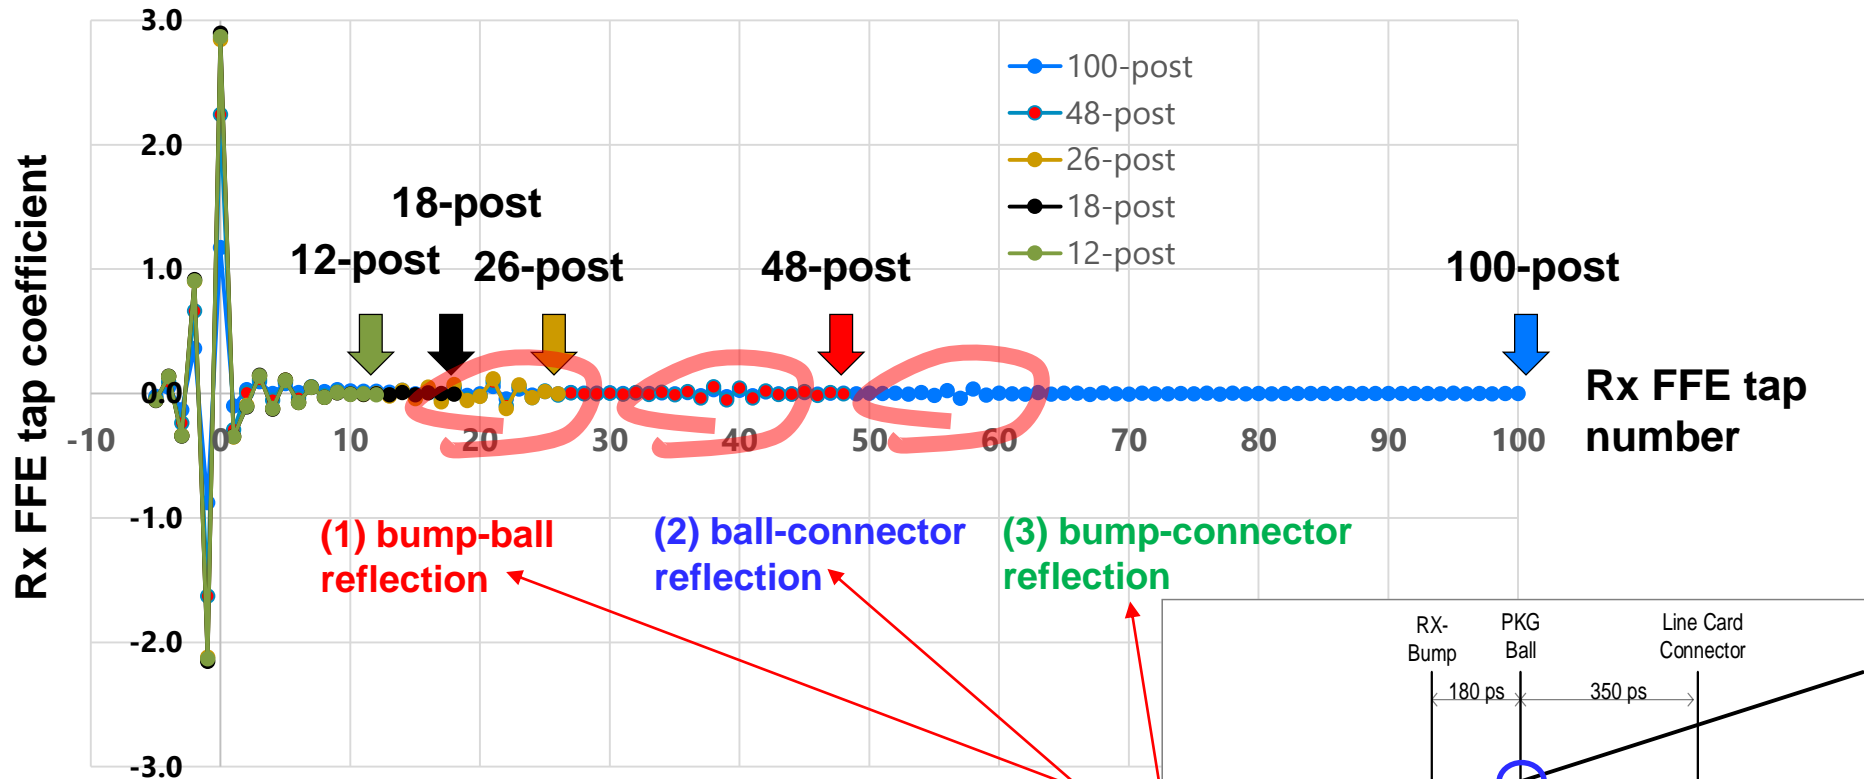 3.0
2.0
1.0
0.0
-1.0
-2.0
-3.0
Rx FFE tap coefficient
-10 0 10 20 30 40 50 60 70 80 90 100
Rx FFE tap
number
100-post
48-post
26-post
18-post
12-post
18-post
12-post 26-post 48-post 100-post
(1) bump-ball
reflection
(2) ball-connector
reflection
(3) bump-connector
reflection
RX-
Bump
PKG
Ball
Line Card
Connector
180 ps 350 ps